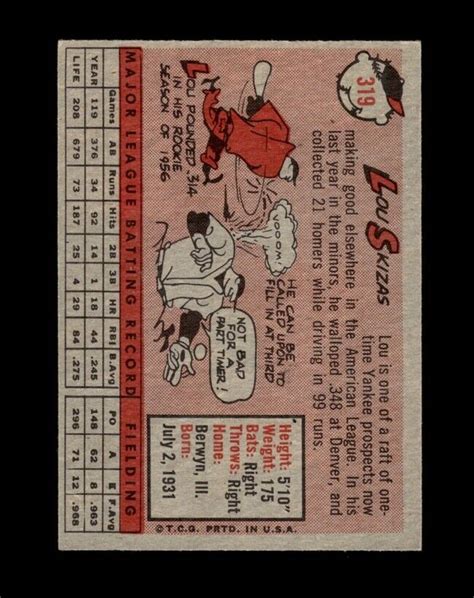 319
LOU SKIZAS
Lou is one of a raft of one-
time Yankee prospects now
making good elsewhere in the American League. In his
last year in the minors, he walloped .348 at Denver, and
collected 21 homers while driving in 99 runs.
LOU POUNDED .314
IN HIS ROOKIE
SEASON OF
1956
VOOOM!
HE CAN BE
CALLED UPON TO
FILL IN AT THIRD
NOT BAD
FOR A
PART TIMER!
Height: 5'10"
Weight: 175
Bats: Right
Throws: Right
Home:
Berwyn, Ill.
Born:
July 2, 1931
©T.C.G. PRTD. IN U.S.A.
MAJOR LEAGUE BATTING RECORD FIELDING
Games AB Runs Hits 2B 3B HR RBI B.Avg PO A E F.Avg
YEAR 119 376 34 92 14 1 18 44 .245 148 62 8 .963
LIFE 208 679 73 187 25 4 29 84 .275 296 71 12 .968